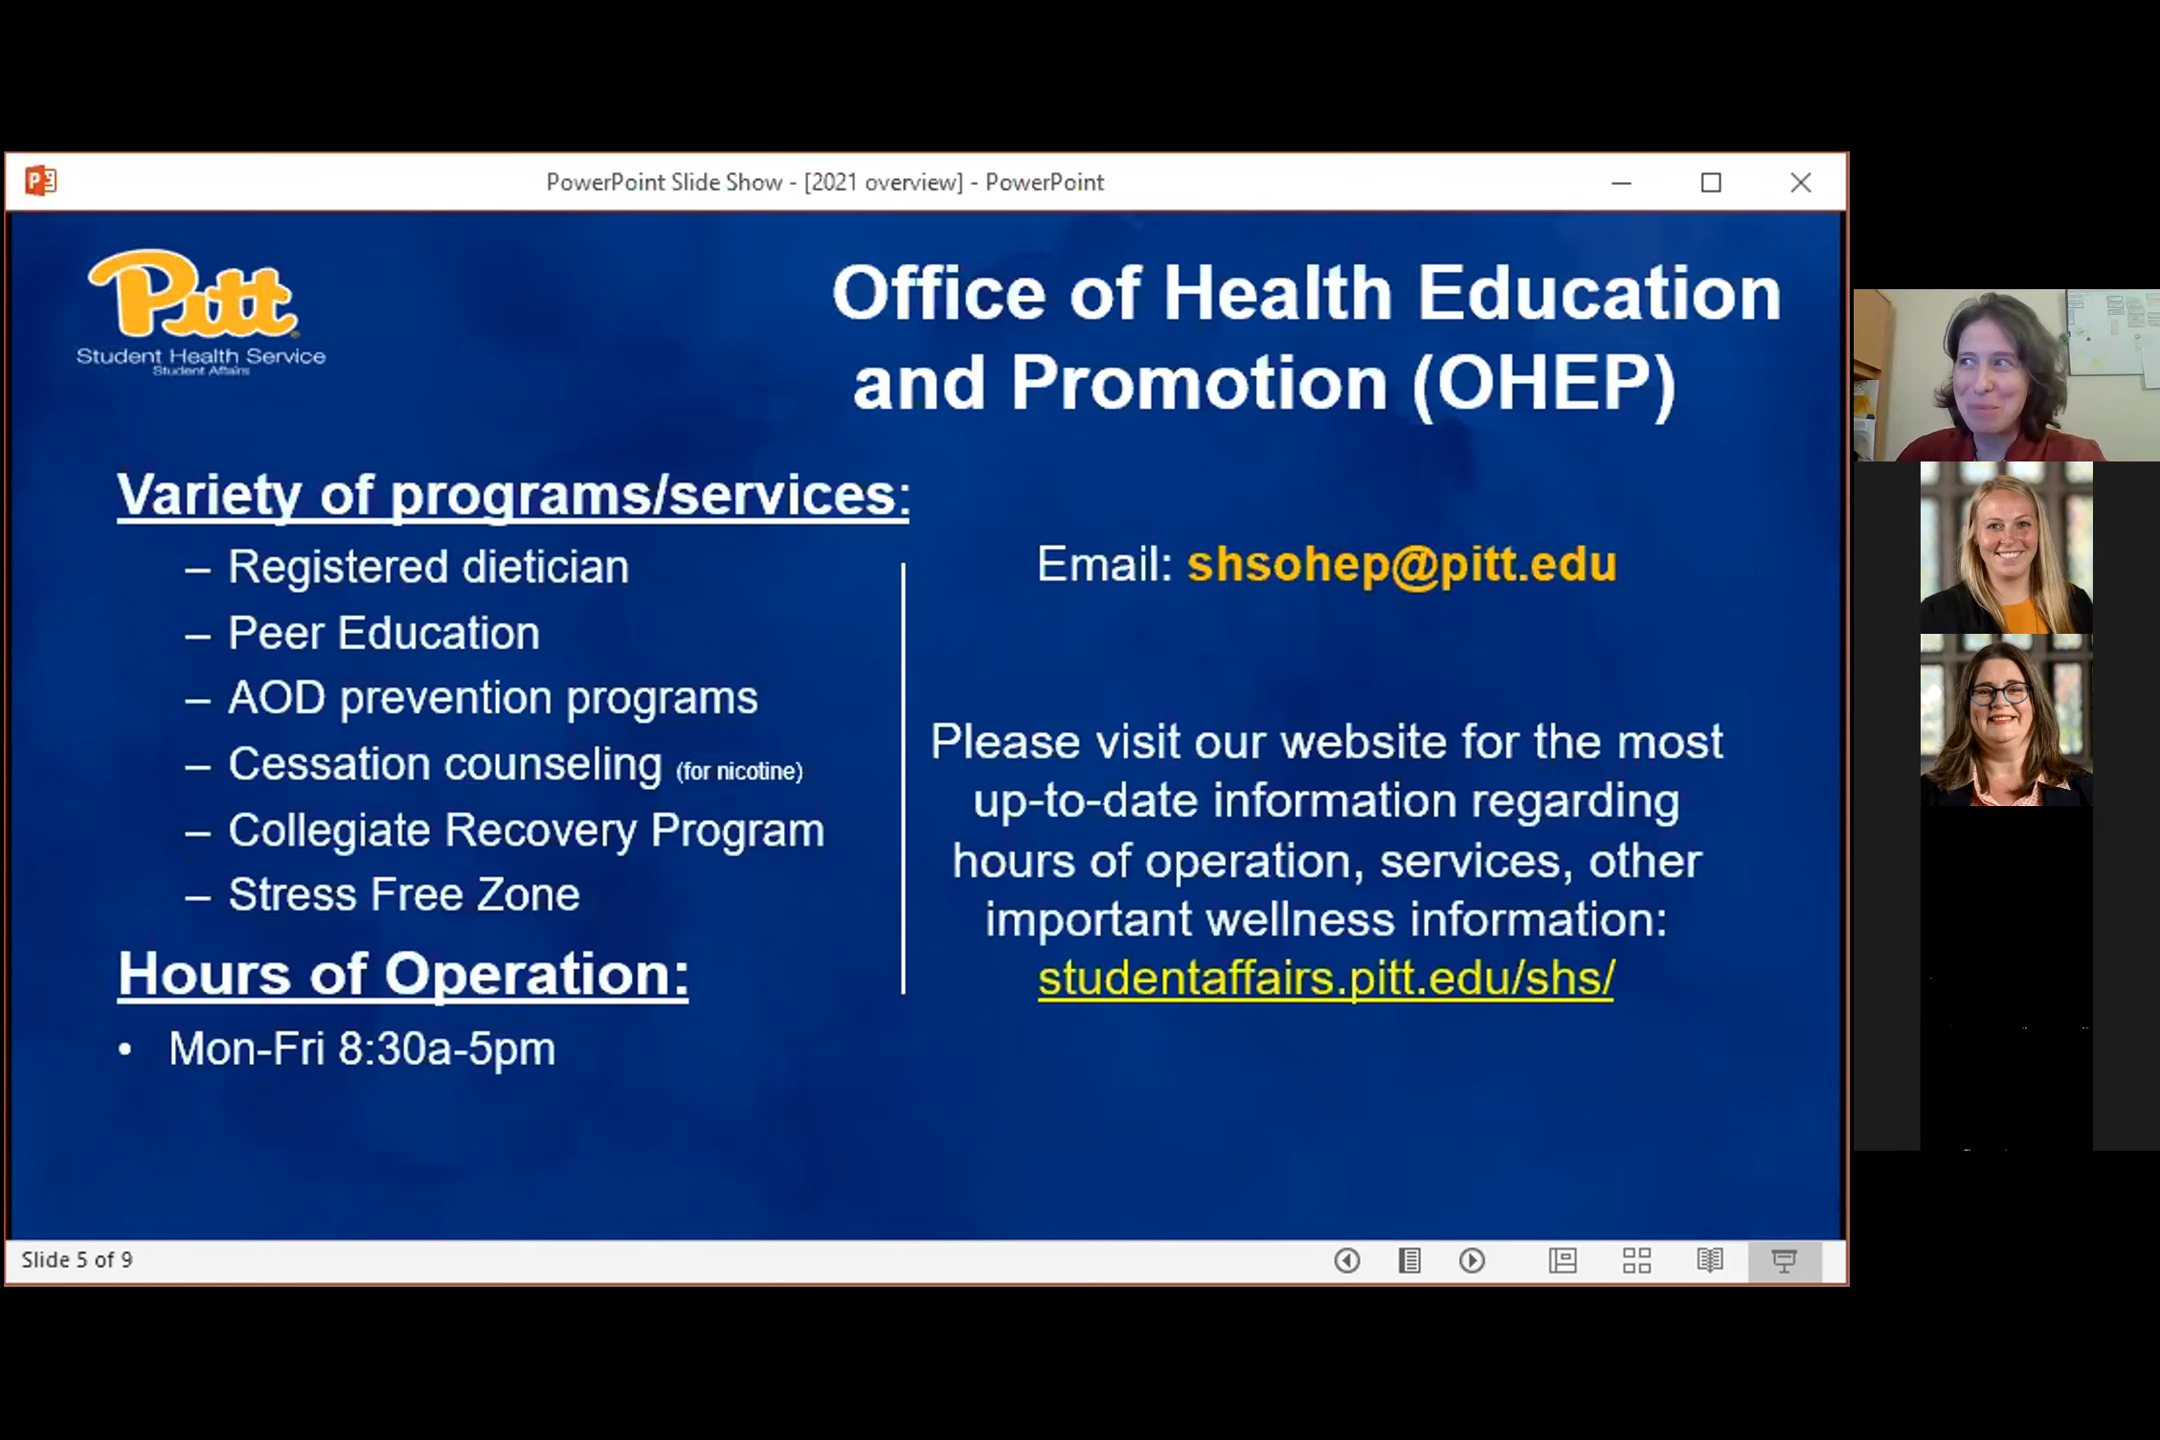 PowerPoint Slide Show - [2021 overview] - PowerPoint
Pitt
Student Health Service
Student Affairs
Office of Health Education
and Promotion (OHEP)
Variety of programs/services:
– Registered dietician
– Peer Education
– AOD prevention programs
– Cessation counseling (for nicotine)
– Collegiate Recovery Program
– Stress Free Zone
Hours of Operation:
• Mon-Fri 8:30a-5pm
Email: shsohep@pitt.edu
Please visit our website for the most
up-to-date information regarding
hours of operation, services, other
important wellness information:
studentaffairs.pitt.edu/shs/
Slide 5 of 9